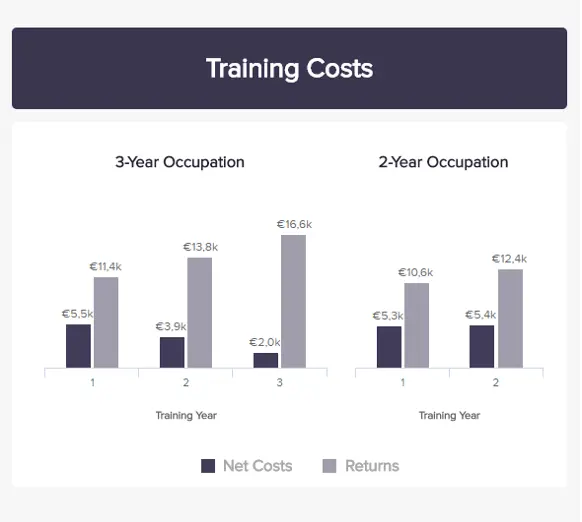 Training Costs
3-Year Occupation
€5,5k
€11,4k
€3,9k
€13,8k
€2,0k
€16,6k
1
2
3
Training Year
2-Year Occupation
€5,3k
€10,6k
€5,4k
€12,4k
1
2
Training Year
Net Costs
Returns